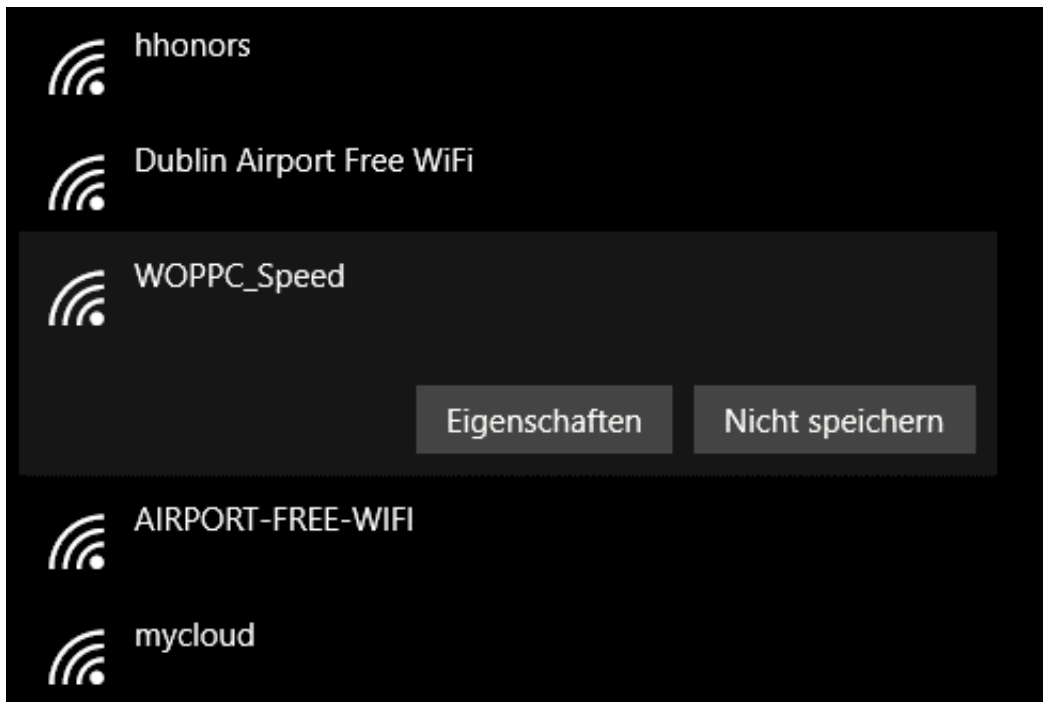 hhonors
Dublin Airport Free WiFi
WOPPC_Speed
Eigenschaften Nicht speichern
AIRPORT-FREE-WIFI
mycloud